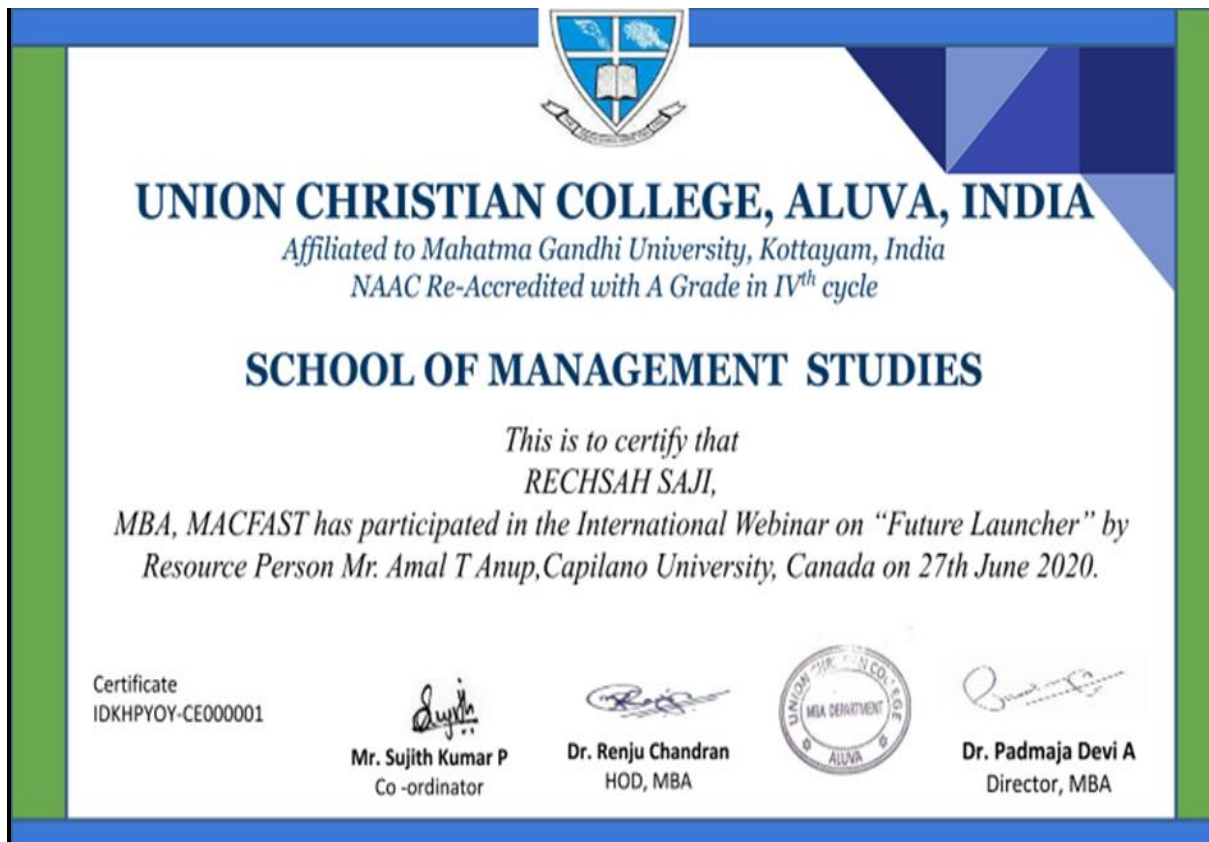 UNION CHRISTIAN COLLEGE, ALUVA, INDIA
Affiliated to Mahatma Gandhi University, Kottayam, India
NAAC Re-Accredited with A Grade in IVth cycle
SCHOOL OF MANAGEMENT STUDIES
This is to certify that
RECHSAH SAJI,
MBA, MACFAST has participated in the International Webinar on “Future Launcher” by
Resource Person Mr. Amal T Anup,Capilano University, Canada on 27th June 2020.
Certificate
IDKHPYOY-CE000001
Sujith
Mr. Sujith Kumar P
Co -ordinator
Dr. Renju Chandran
HOD, MBA
UNION CHRISTIAN COLLEGE
MBA DEPARTMENT
ALUVA
Dr. Padmaja Devi A
Director, MBA